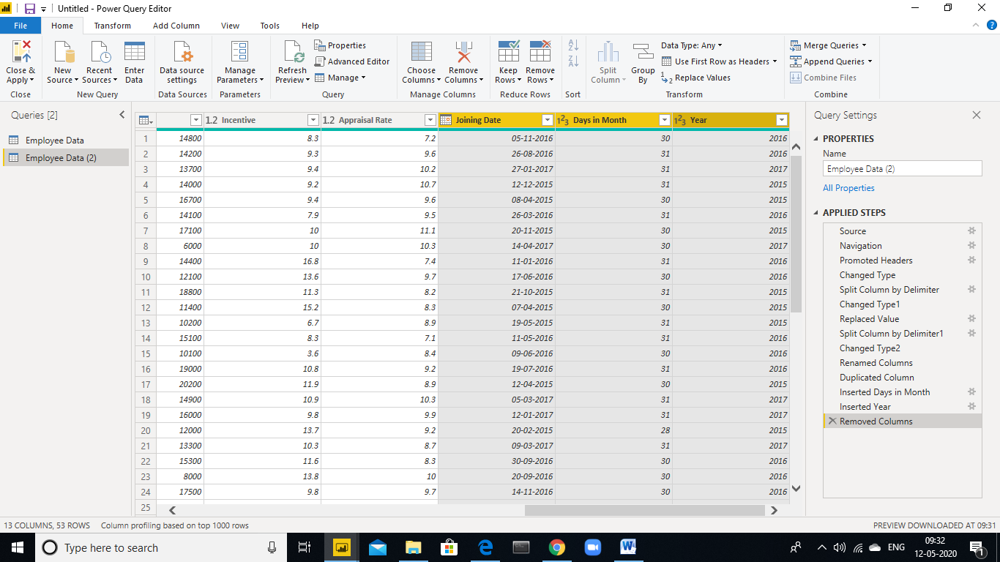 Untitled - Power Query Editor
File Home Transform Add Column View Tools Help
Close & Apply
New Source
Recent Sources
Enter Data
Data source settings
Manage Parameters
Refresh Preview
Properties
Advanced Editor
Manage
Choose Columns
Remove Columns
Keep Rows
Remove Rows
Split Column
Group By
Data Type: Any
Use First Row as Headers
Replace Values
Merge Queries
Append Queries
Combine Files
Close New Query Data Sources Parameters Query Manage Columns Reduce Rows Sort Transform Combine
Queries [2]
Employee Data
Employee Data (2)
1.2 Incentive 1.2 Appraisal Rate Joining Date 123 Days in Month 123 Year
1 14800 8.3 7.2 05-11-2016 30 2016
2 14200 9.3 9.6 26-08-2016 31 2016
3 13700 9.4 10.2 27-01-2017 31 2017
4 14000 9.2 10.7 12-12-2015 31 2015
5 16700 9.4 9.6 08-04-2015 30 2015
6 14100 7.9 9.5 26-03-2016 31 2016
7 17100 10 11.1 20-11-2015 30 2015
8 6000 10 10.3 14-04-2017 30 2017
9 14400 16.8 7.4 11-01-2016 31 2016
10 12100 13.6 9.7 17-06-2016 30 2016
11 18800 11.3 8.2 21-10-2015 31 2015
12 11400 15.2 8.3 07-04-2015 30 2015
13 10200 6.7 8.9 19-05-2015 31 2015
14 15100 8.3 7.1 11-05-2016 31 2016
15 10100 3.6 8.4 09-06-2016 30 2016
16 19000 10.8 9.2 19-07-2016 31 2016
17 20200 11.9 8.9 12-04-2015 30 2015
18 14900 10.9 10.3 05-03-2017 31 2017
19 16000 9.8 9.9 12-01-2017 31 2017
20 12000 13.7 9.2 20-02-2015 28 2015
21 13300 10.3 8.7 09-03-2017 31 2017
22 15300 11.6 8.3 30-09-2016 30 2016
23 8000 13.8 10 20-09-2016 30 2016
24 17500 9.8 9.7 14-11-2016 30 2016
25
Query Settings
PROPERTIES
Name
Employee Data (2)
All Properties
APPLIED STEPS
Source
Navigation
Promoted Headers
Changed Type
Split Column by Delimiter
Changed Type1
Replaced Value
Split Column by Delimiter1
Changed Type2
Renamed Columns
Duplicated Column
Inserted Days in Month
Inserted Year
Removed Columns
13 COLUMNS, 53 ROWS Column profiling based on top 1000 rows PREVIEW DOWNLOADED AT 09:31
Type here to search
ENG
09:32
12-05-2020
1